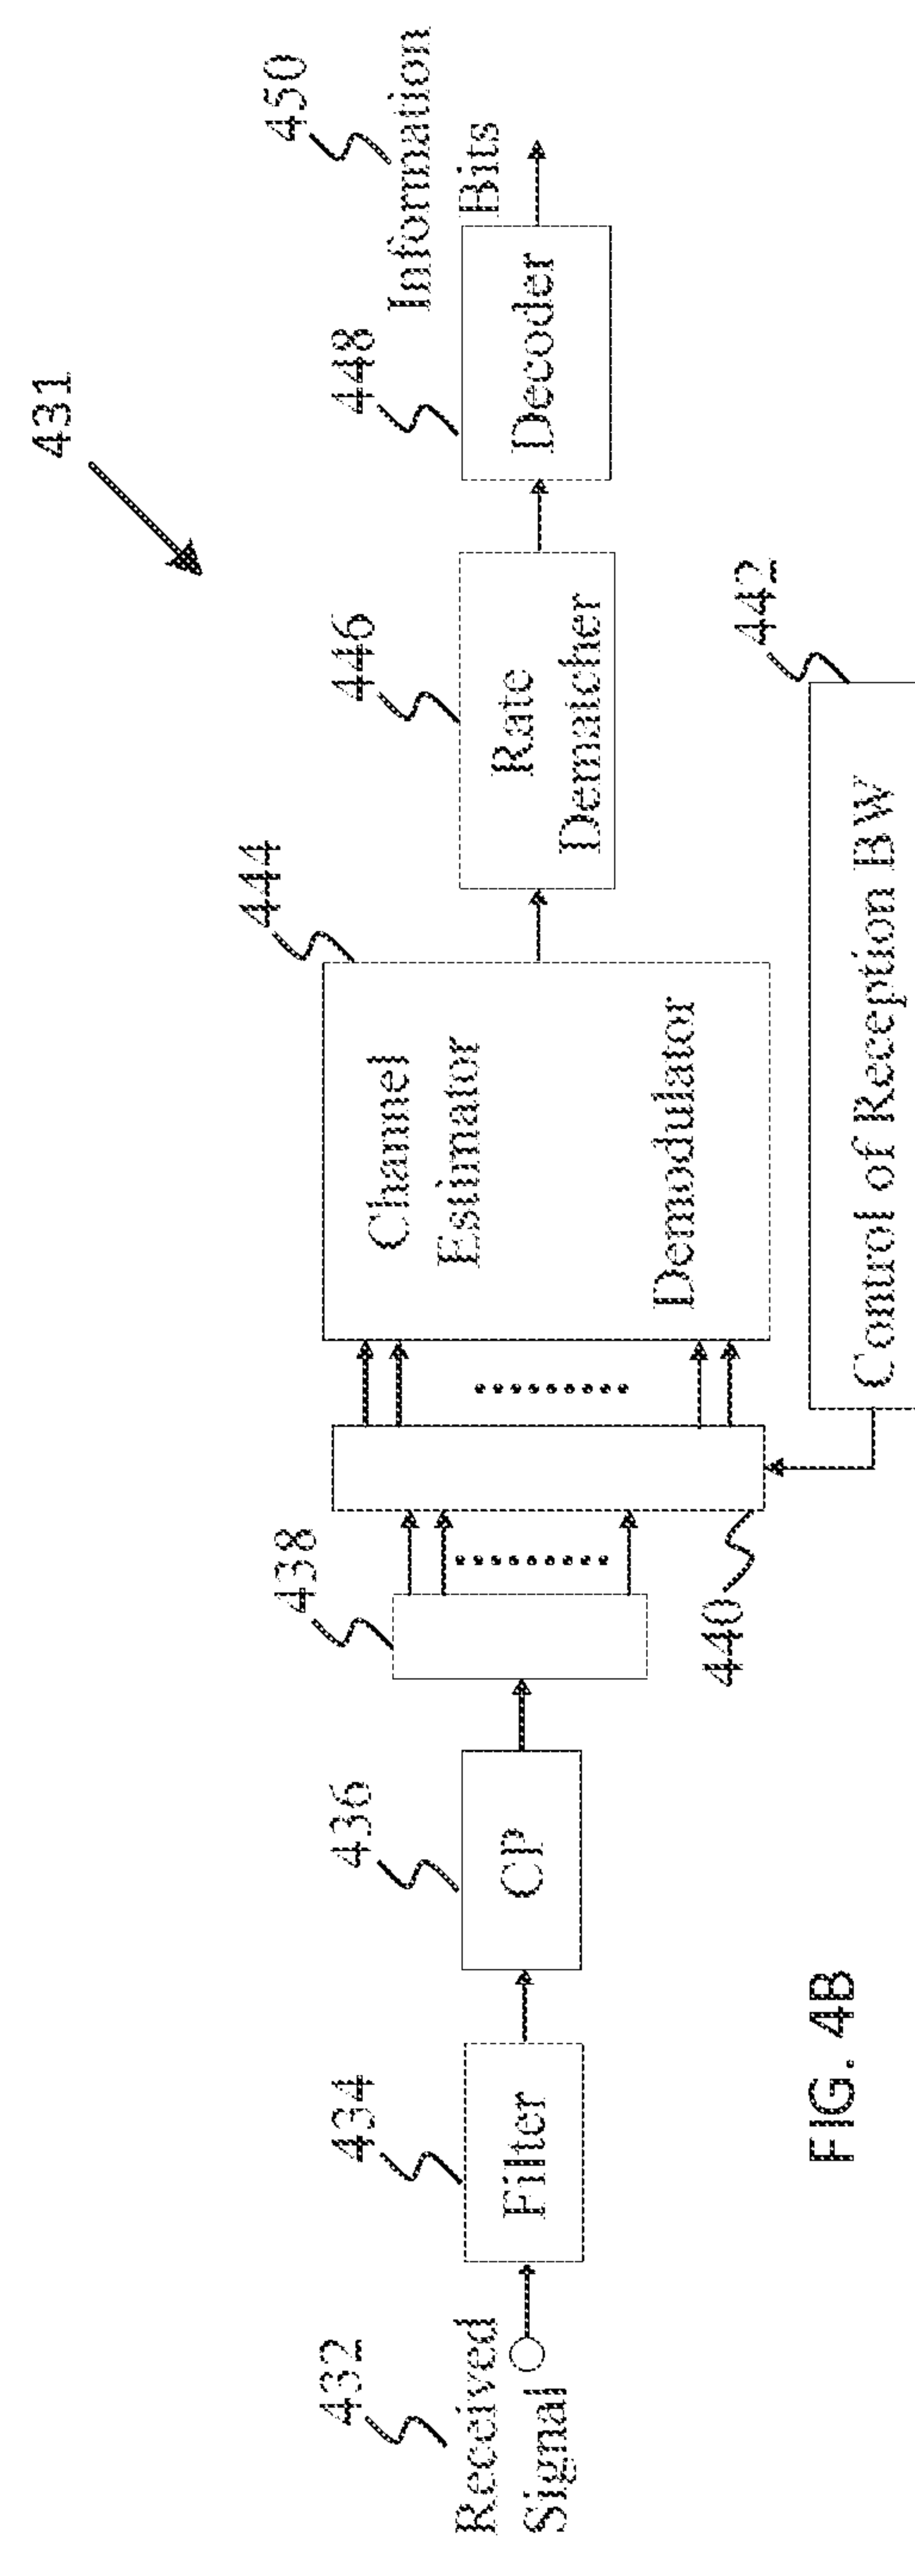 431
432
Received
Signal
434
Filter
436
CP
438
440
444
Channel
Estimator
Demodulator
446
Rate
Dematcher
448
Decoder
450
Information
Bits
442
Control of Reception BW
FIG. 4B